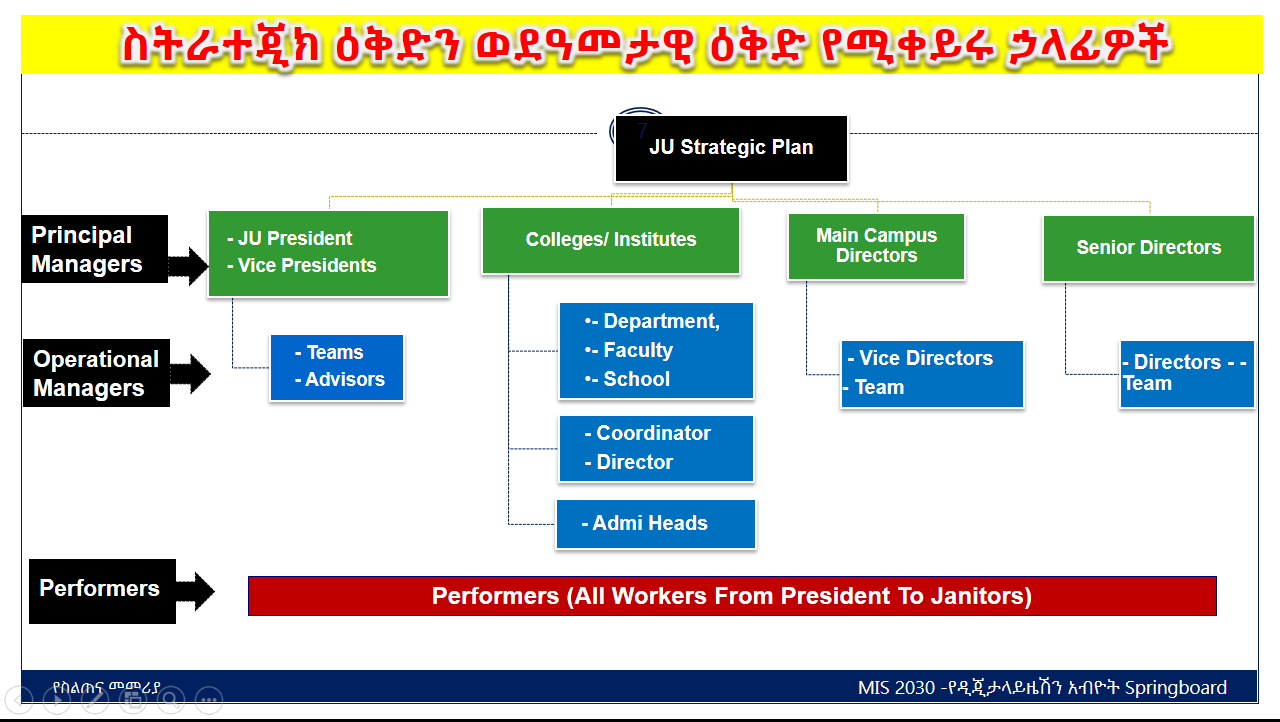 ስትራተጂክ ዕቅድን ወደዓመታዊ ዕቅድ የሚቀይሩ ኃላፊዎች
7
JU Strategic Plan
Principal
Managers
- JU President
- Vice Presidents
Colleges/ Institutes
Main Campus
Directors
Senior Directors
Operational
Managers
- Teams
- Advisors
•- Department,
•- Faculty
•- School
- Coordinator
- Director
- Admi Heads
- Vice Directors
- Team
- Directors - -
Team
Performers
Performers (All Workers From President To Janitors)
የስልጠና መመሪያ
MIS 2030 -የዲጂታላይዜሽን አብዮት Springboard